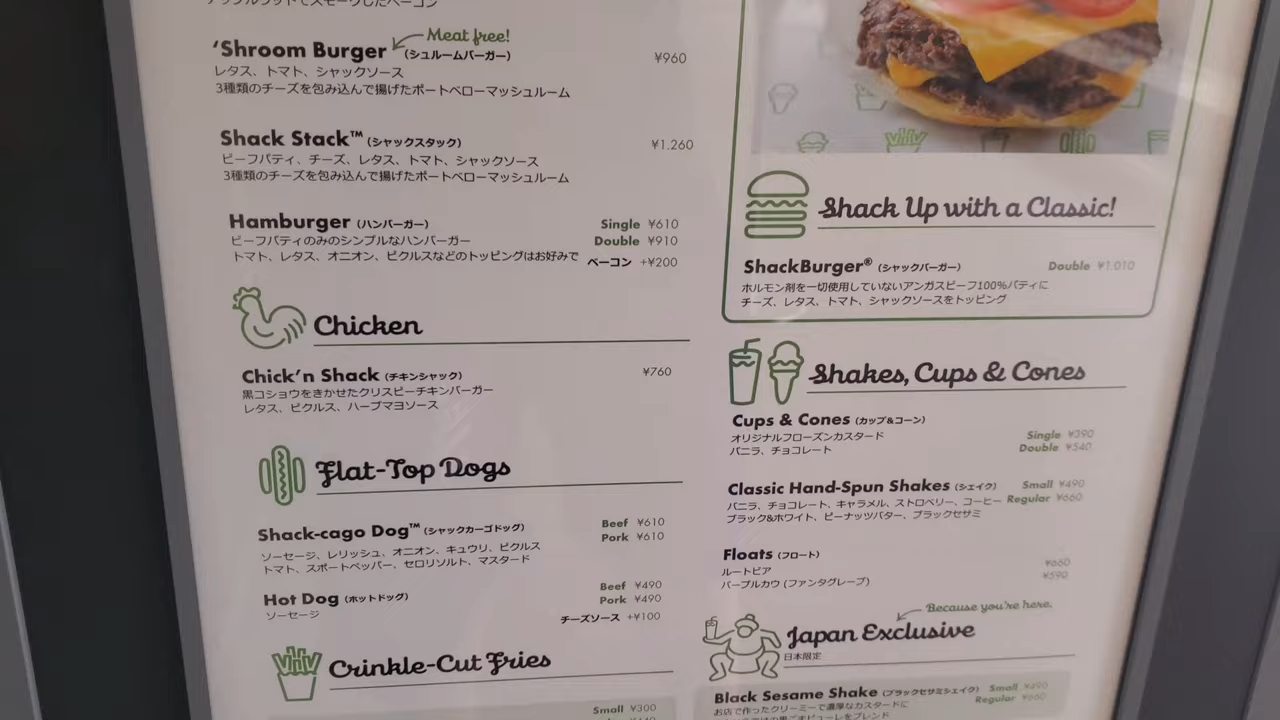 アップルウッドでスモークしたベーコン
'Shroom Burger (シュルームバーガー) ¥960
Meat free!
レタス、トマト、シャックソース
3種類のチーズを包み込んで揚げたポートベローマッシュルーム
Shack Stack™ (シャックスタック) ¥1.260
ビーフパティ、チーズ、レタス、トマト、シャックソース
3種類のチーズを包み込んで揚げたポートベローマッシュルーム
Hamburger (ハンバーガー) Single ¥610
ビーフパティのみのシンプルなハンバーガー Double ¥910
トマト、レタス、オニオン、ピクルスなどのトッピングはお好みで ベーコン +¥200
Chicken
Chick'n Shack (チキンシャック) ¥760
黒コショウをきかせたクリスピーチキンバーガー
レタス、ピクルス、ハーブマヨソース
Flat-Top Dogs
Shack-cago Dog™ (シャックカーゴドッグ) Beef ¥610
Pork ¥610
ソーセージ、レリッシュ、オニオン、キュウリ、ピクルス
トマト、スポートペッパー、セロリソルト、マスタード
Hot Dog (ホットドッグ) Beef ¥490
Pork ¥490
ソーセージ チーズソース +¥100
Crinkle-Cut Fries
Small ¥300
Shack Up with a Classic!
ShackBurger® (シャックバーガー) Double ¥1.010
ホルモン剤を一切使用していないアンガスビーフ100%パティに
チーズ、レタス、トマト、シャックソースをトッピング
Shakes, Cups & Cones
Cups & Cones (カップ&コーン)
オリジナルフローズンカスタード Single ¥390
バニラ、チョコレート Double ¥540
Classic Hand-Spun Shakes (シェイク) Small ¥490
バニラ、チョコレート、キャラメル、ストロベリー、コーヒー Regular ¥660
ブラック&ホワイト、ピーナッツバター、ブラックセサミ
Floats (フロート)
ルートビア ¥660
パープルカウ (ファンタグレープ) ¥590
Because you're here.
Japan Exclusive
日本限定
Black Sesame Shake (ブラックセサミシェイク) Small ¥490
お店で作ったクリーミーで濃厚なカスタードに Regular ¥660